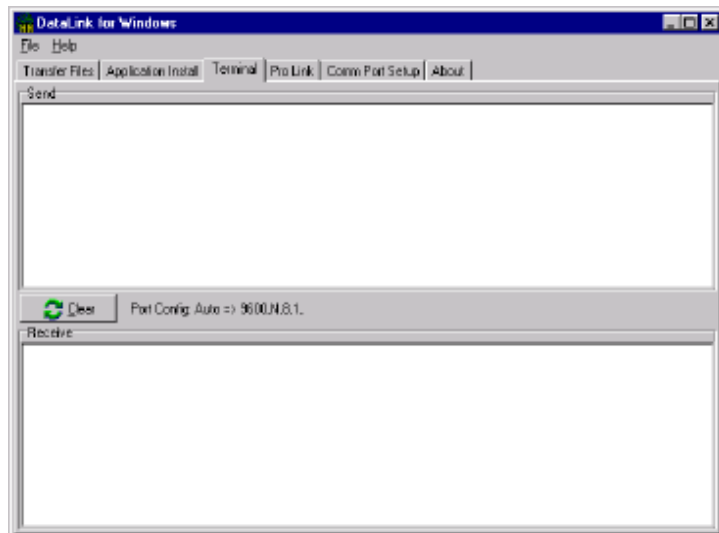 DataLink for Windows
File Help
Transfer Files Application Install Terminal Pro Link Comm Port Setup About
Send
Clear Port Config: Auto => 9600,N,8,1,
Receive